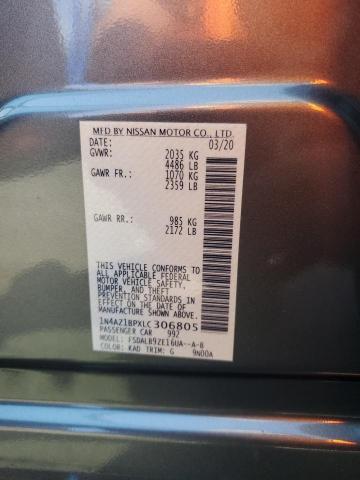 MFD BY NISSAN MOTOR CO., LTD.
DATE: 03/20
GVWR: 2035 KG
4486 LB
GAWR FR.: 1070 KG
2359 LB
GAWR RR.: 985 KG
2172 LB
THIS VEHICLE CONFORMS TO
ALL APPLICABLE FEDERAL
MOTOR VEHICLE SAFETY,
BUMPER, AND THEFT
PREVENTION STANDARDS
IN EFFECT ON THE DATE OF
MANUFACTURE SHOWN ABOVE.
1N4AZ1BPXLC306805
PASSENGER CAR 992
MODEL: FSDALB9ZE16UA--A-B
COLOR: KAD TRIM: G 9N00A